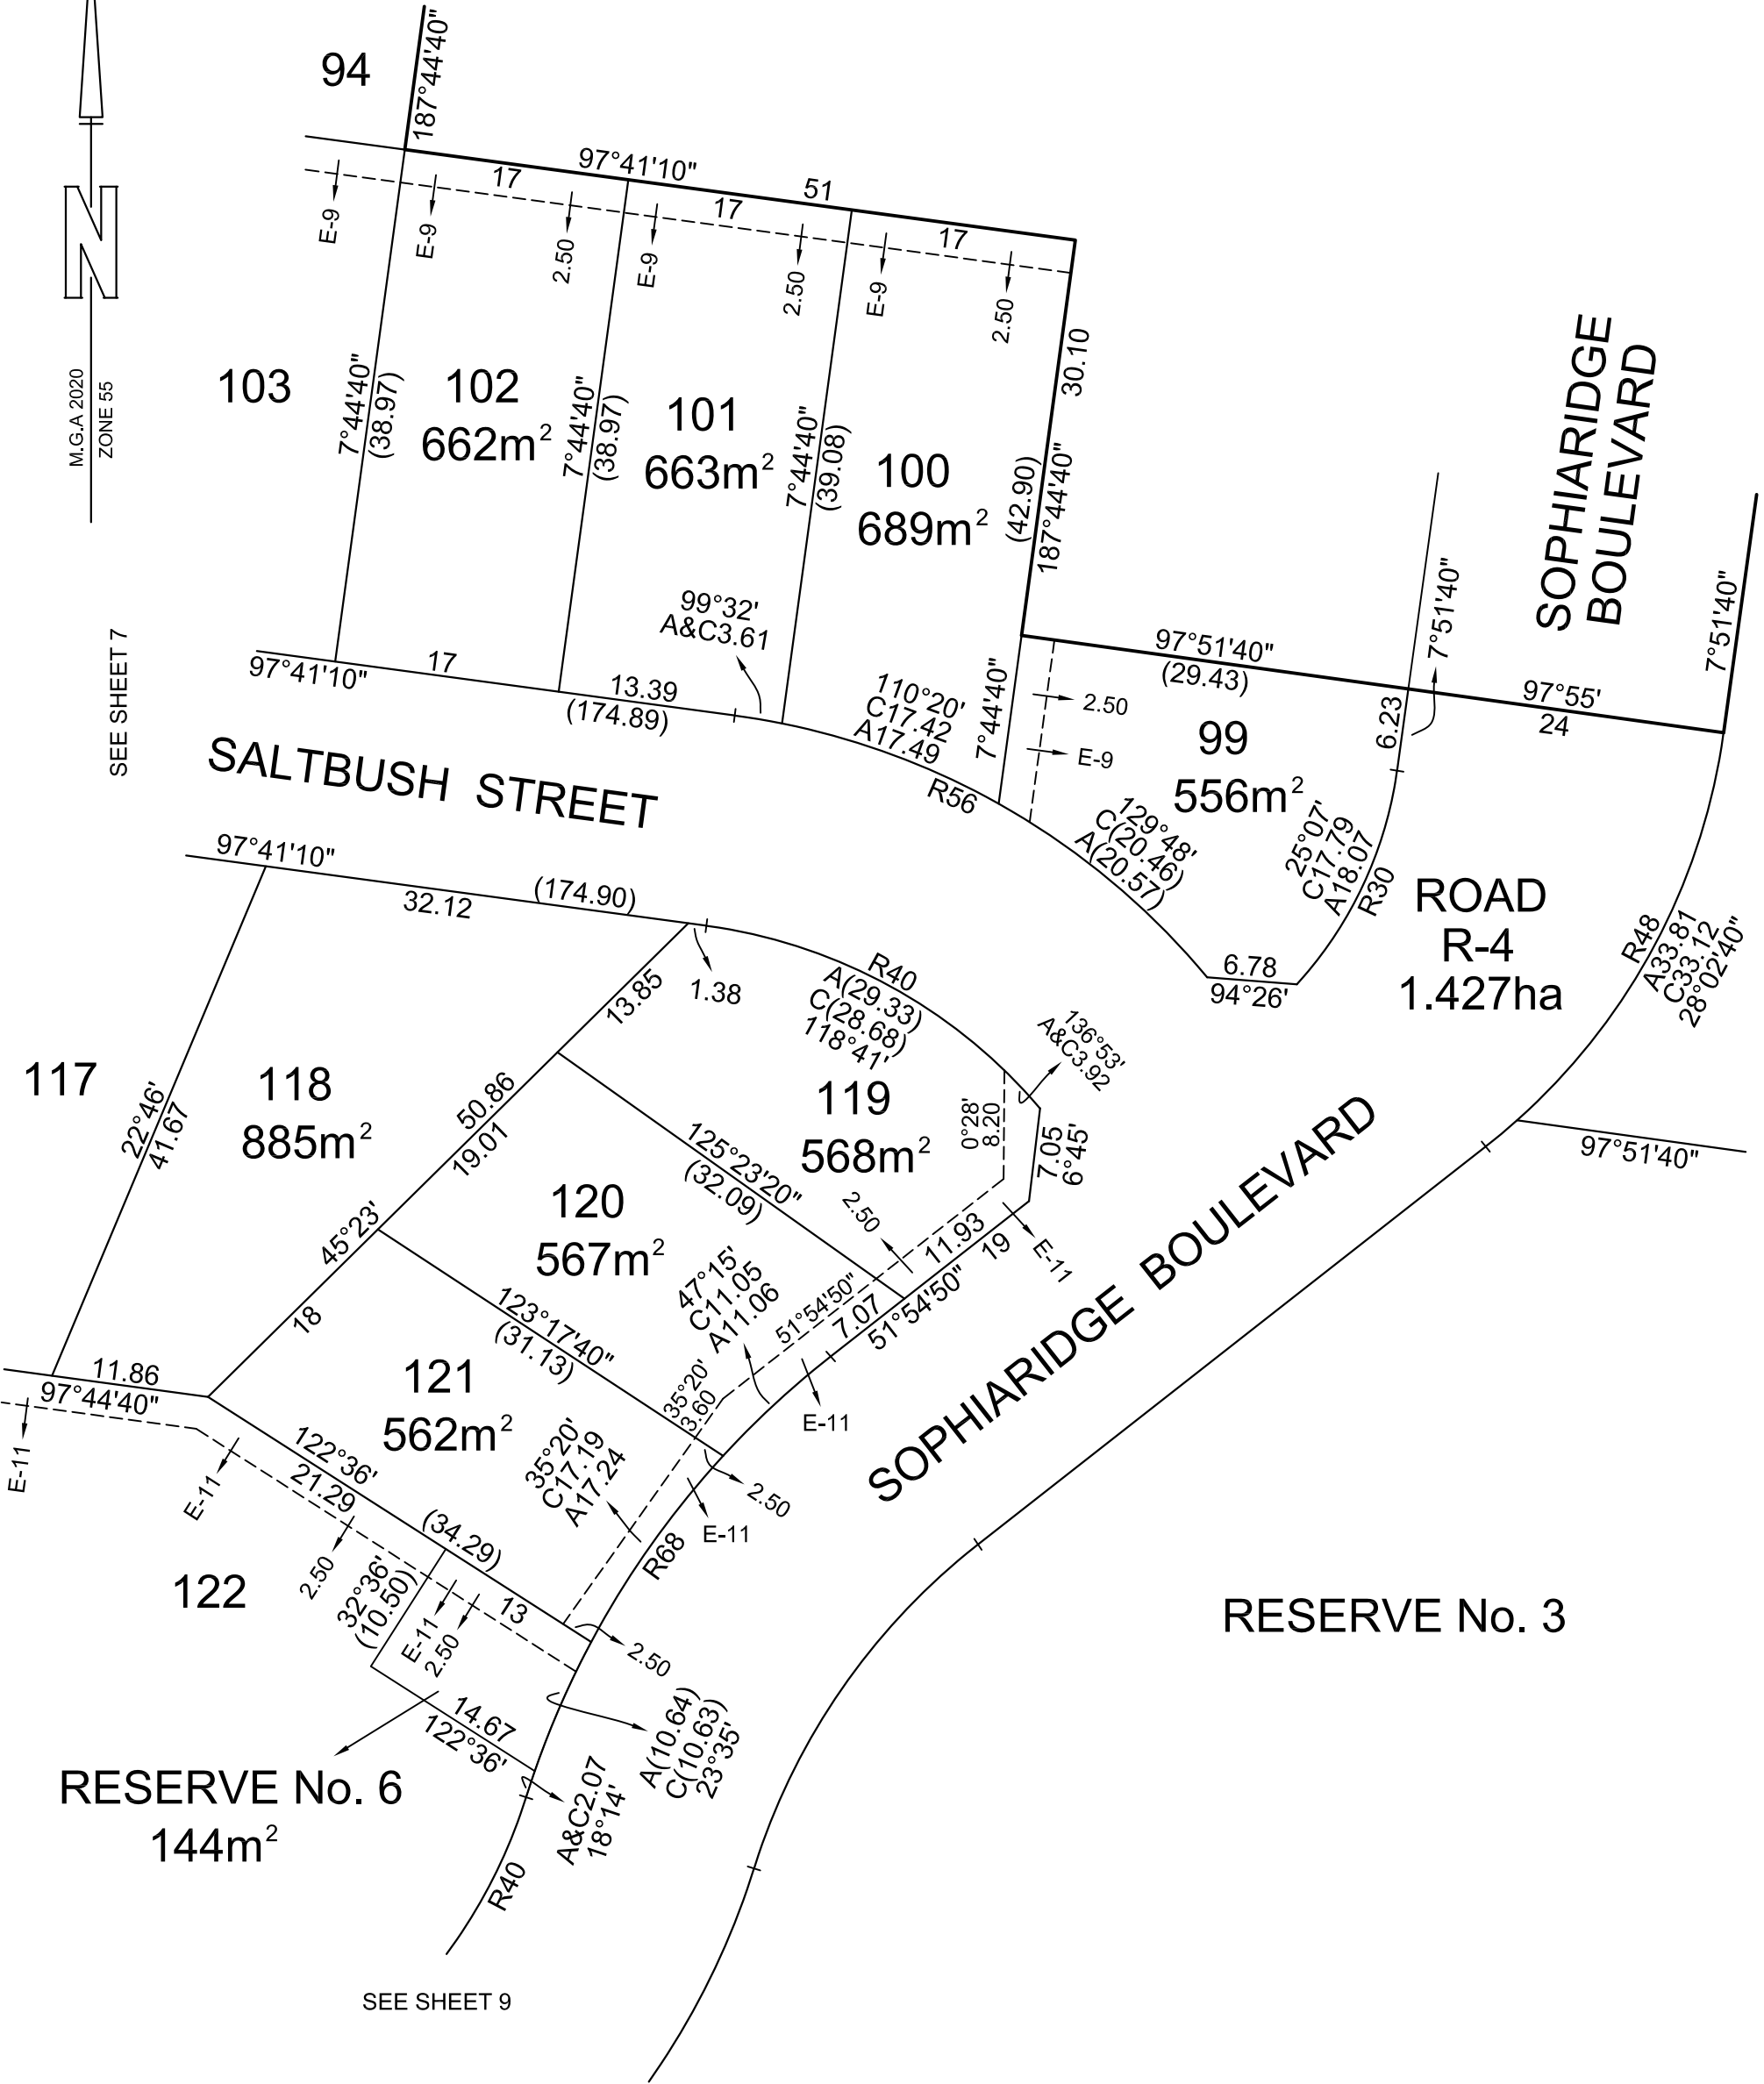 94
187°44'40"
97°41'10"
17
51
17
17
E-9
E-9
2.50
E-9
2.50
E-9
2.50
N
M.G.A 2020
ZONE 55
SEE SHEET 7
103
7°44'40"
(38.97)
102
662m²
7°44'40"
(38.97)
101
663m²
7°44'40"
(39.08)
100
689m²
30.10
(42.90)
187°44'40"
SOPHIARIDGE
BOULEVARD
7°51'40"
7°51'40"
99°32'
A&C3.61
97°41'10"
17
13.39
(174.89)
110°20'
C17.42
A17.49
R56
7°44'40"
97°51'40"
(29.43)
2.50
E-9
99
556m²
6.23
97°55'
24
129°48'
C(20.46)
A(20.57)
25°07'
C17.79
A18.07
R30
6.78
94°26'
ROAD
R-4
1.427ha
R48
A33.81
C33.12
28°02'40"
SALTBUSH STREET
97°41'10"
32.12
(174.90)
1.38
13.85
R40
A(29.33)
C(28.68)
118°41'
136°53'
A&C3.92
117
22°46'
41.67
118
885m²
50.86
19.01
45°23'
18
119
568m²
0°28'
8.20
7.05
6°45'
125°23'20"
(32.09)
2.50
11.93
19
E-11
97°51'40"
120
567m²
47°15'
C11.05
A11.06
51°54'50"
7.07
51°54'50"
SOPHIARIDGE BOULEVARD
123°17'40"
(31.13)
11.86
97°44'40"
121
562m²
35°20'
3.60
E-11
E-11
E-11
122°36'
21.29
(34.29)
35°20'
C17.19
A17.24
2.50
E-11
R68
122
2.50
32°36'
(10.50)
E-11
2.50
13
2.50
RESERVE No. 3
14.67
122°36'
A(10.64)
C(10.63)
23°35'
RESERVE No. 6
144m²
A&C2.07
18°14'
R40
SEE SHEET 9